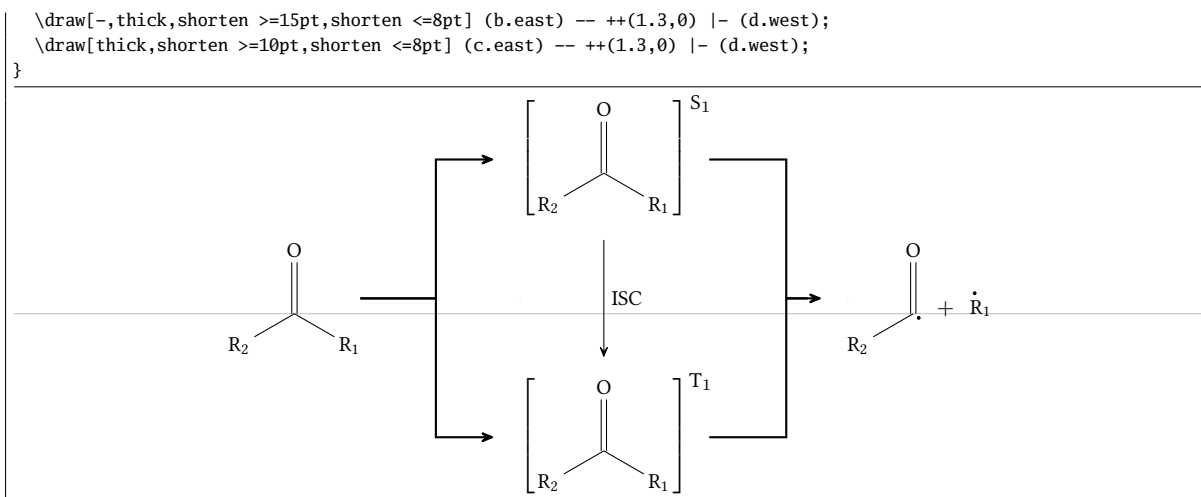 \draw[-,thick,shorten >=15pt,shorten <=8pt] (b.east) -- ++(1.3,0) |- (d.west);
\draw[thick,shorten >=10pt,shorten <=8pt] (c.east) -- ++(1.3,0) |- (d.west);
}
O
R2 R1
S1
O
R2 R1
ISC
T1
O
R2 R1
O
R2
+ Ṙ1